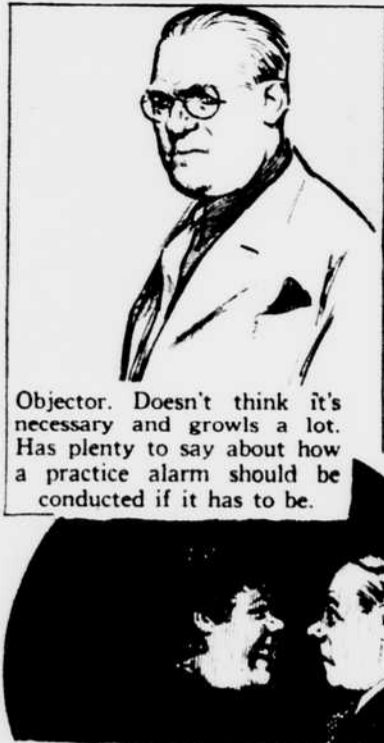 Objector. Doesn't think it's
necessary and growls a lot.
Has plenty to say about how
a practice alarm should be
conducted if it has to be.